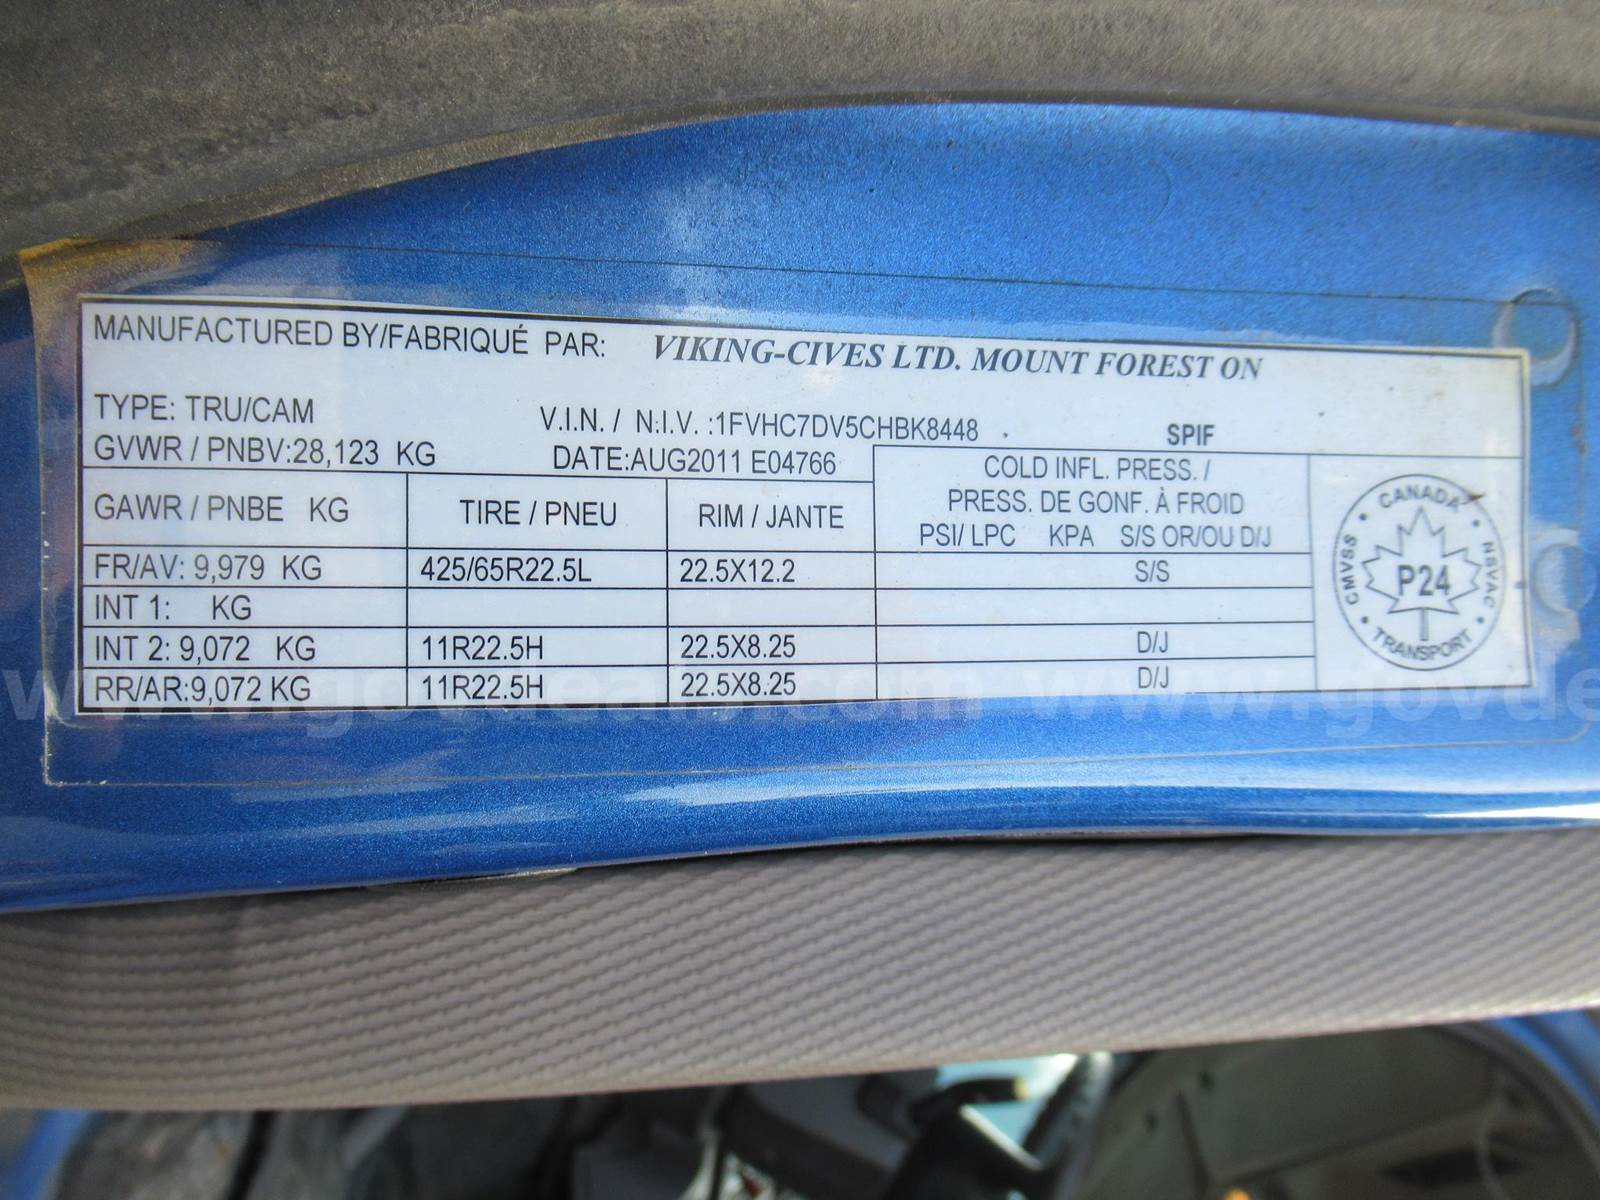 MANUFACTURED BY/FABRIQUÉ PAR: VIKING-CIVES LTD. MOUNT FOREST ON
TYPE: TRU/CAM V.I.N. / N.I.V. :1FVHC7DV5CHBK8448 SPIF
GVWR / PNBV:28,123 KG DATE:AUG2011 E04766
GAWR / PNBE KG TIRE / PNEU RIM / JANTE
COLD INFL. PRESS. /
PRESS. DE GONF. À FROID
PSI/ LPC KPA S/S OR/OU D/J
FR/AV: 9,979 KG 425/65R22.5L 22.5X12.2 S/S
INT 1: KG
INT 2: 9,072 KG 11R22.5H 22.5X8.25 D/J
RR/AR:9,072 KG 11R22.5H 22.5X8.25 D/J
CANADA
CMVSS
P24
NSVAC
TRANSPORT
www.govdeals.com www.govde